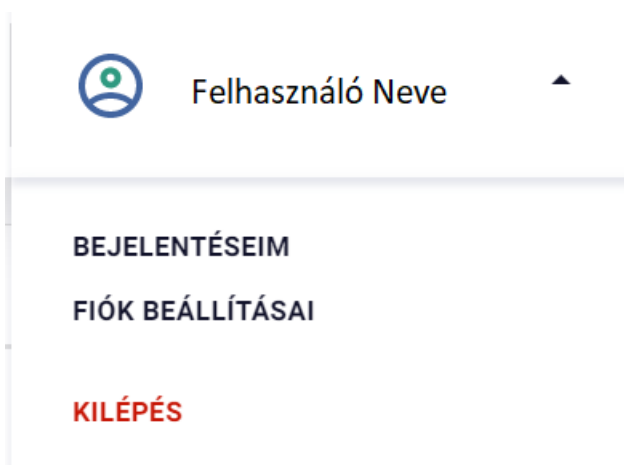 Felhasználó Neve
BEJELENTÉSEIM
FIÓK BEÁLLÍTÁSAI
KILÉPÉS